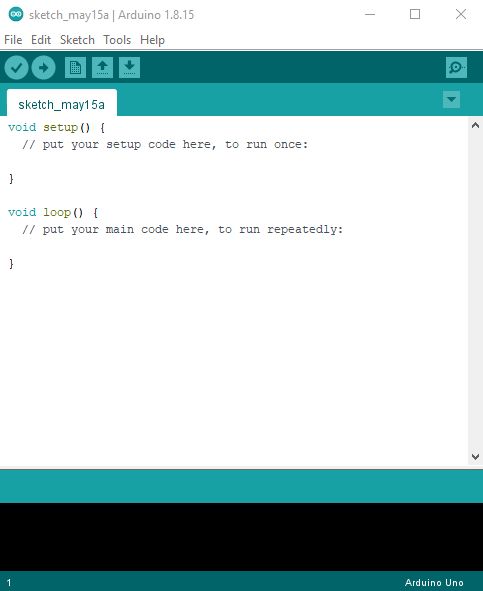 sketch_may15a | Arduino 1.8.15
File Edit Sketch Tools Help
sketch_may15a
void setup() {
  // put your setup code here, to run once:
}
void loop() {
  // put your main code here, to run repeatedly:
}
1 Arduino Uno